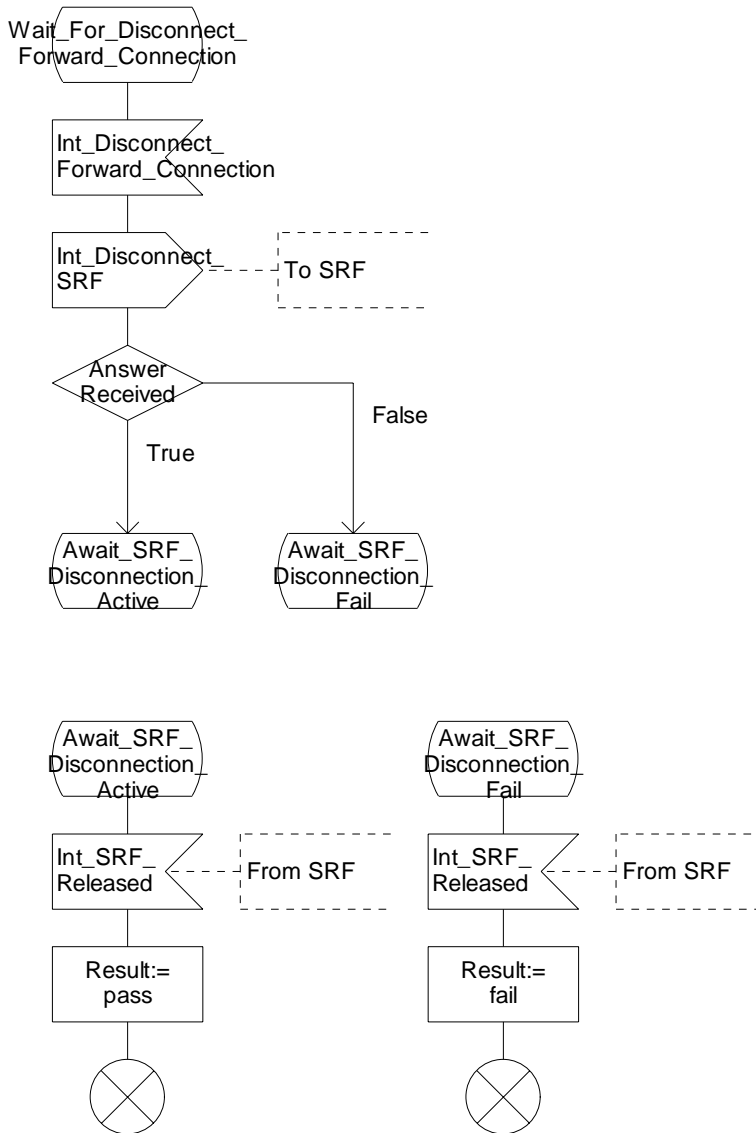 Wait_For_Disconnect_
Forward_Connection
Int_Disconnect_
Forward_Connection
Int_Disconnect_
SRF
To SRF
Answer
Received
False
True
Await_SRF_
Disconnection_
Active
Await_SRF_
Disconnection_
Fail
Await_SRF_
Disconnection_
Active
Await_SRF_
Disconnection_
Fail
Int_SRF_
Released
From SRF
Int_SRF_
Released
From SRF
Result:=
pass
Result:=
fail